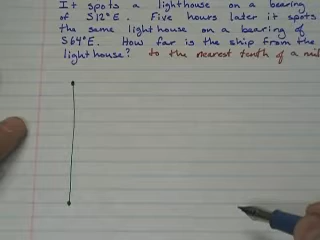 It spots a lighthouse on a bearing
of S12°E. Five hours later it spots
the same lighthouse on a bearing of
S64°E. How far is the ship from the
lighthouse? to the nearest tenth of a